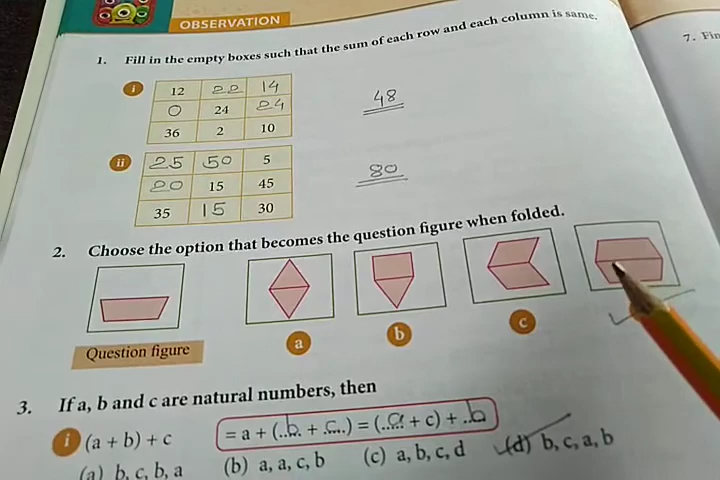 OBSERVATION
7. Fin
1. Fill in the empty boxes such that the sum of each row and each column is same.
i 12 22 14 48
0 24 24
36 2 10
ii 25 50 5 80
20 15 45
35 15 30
2. Choose the option that becomes the question figure when folded.
Question figure a b c
3. If a, b and c are natural numbers, then
i (a + b) + c = a + (..b. + .c...) = (..a.. + c) + ..b
(a) b, c, b, a (b) a, a, c, b (c) a, b, c, d (d) b, c, a, b